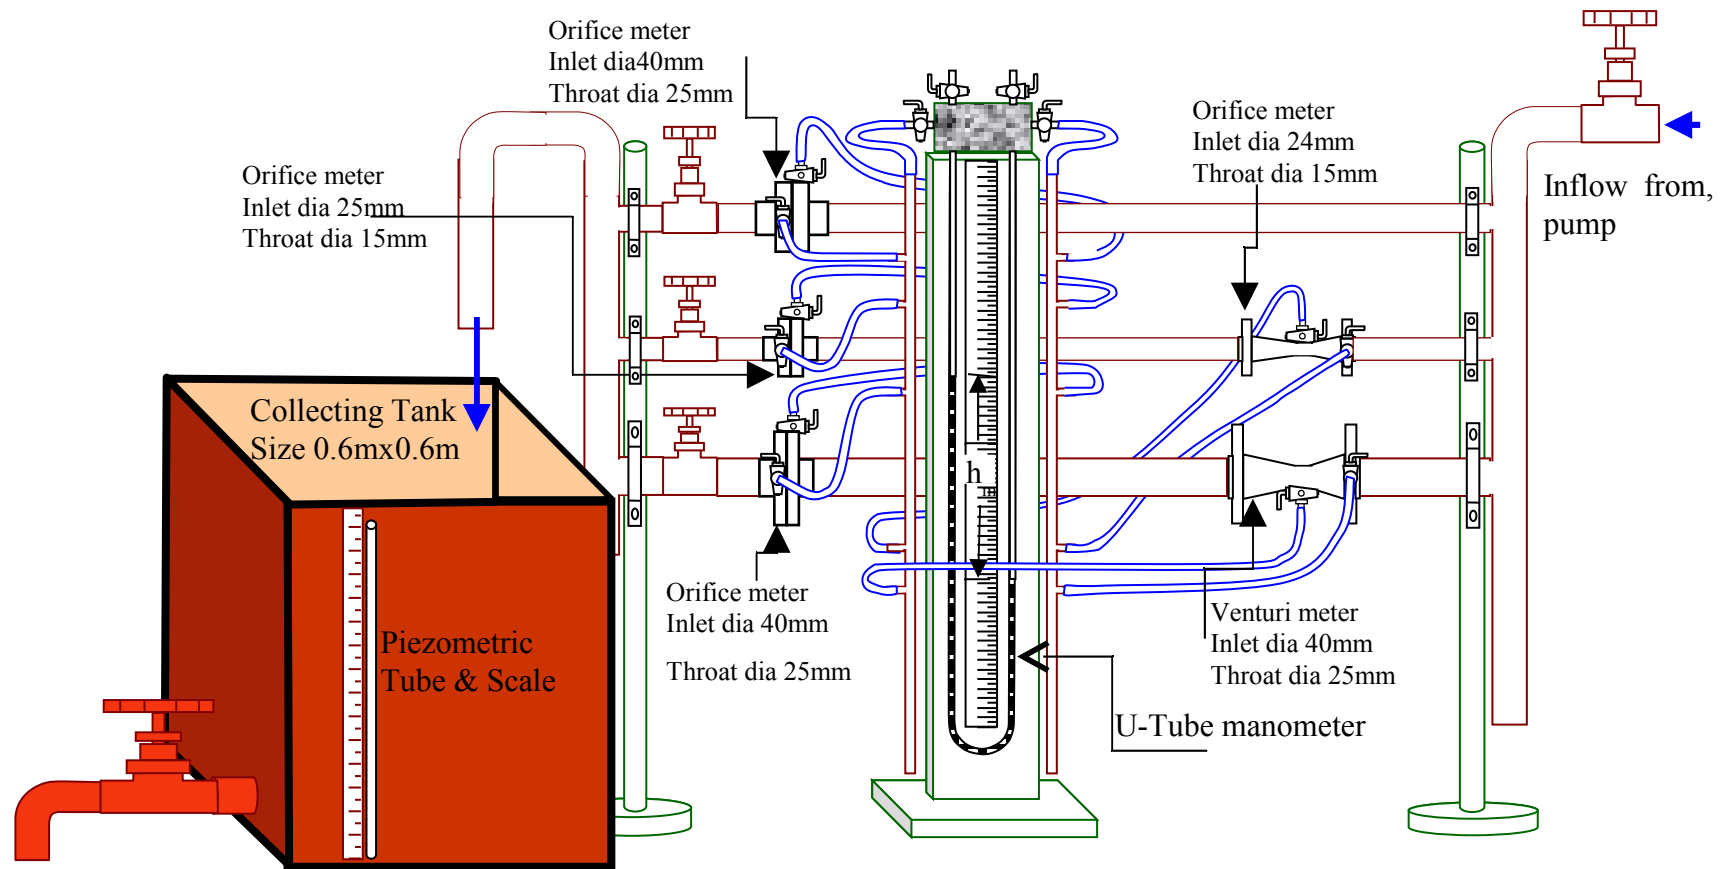 Orifice meter
Inlet dia40mm
Throat dia 25mm
Orifice meter
Inlet dia 25mm
Throat dia 15mm
Orifice meter
Inlet dia 24mm
Throat dia 15mm
Inflow from,
pump
Collecting Tank
Size 0.6mx0.6m
h
Orifice meter
Inlet dia 40mm
Throat dia 25mm
Venturi meter
Inlet dia 40mm
Throat dia 25mm
Piezometric
Tube & Scale
U-Tube manometer